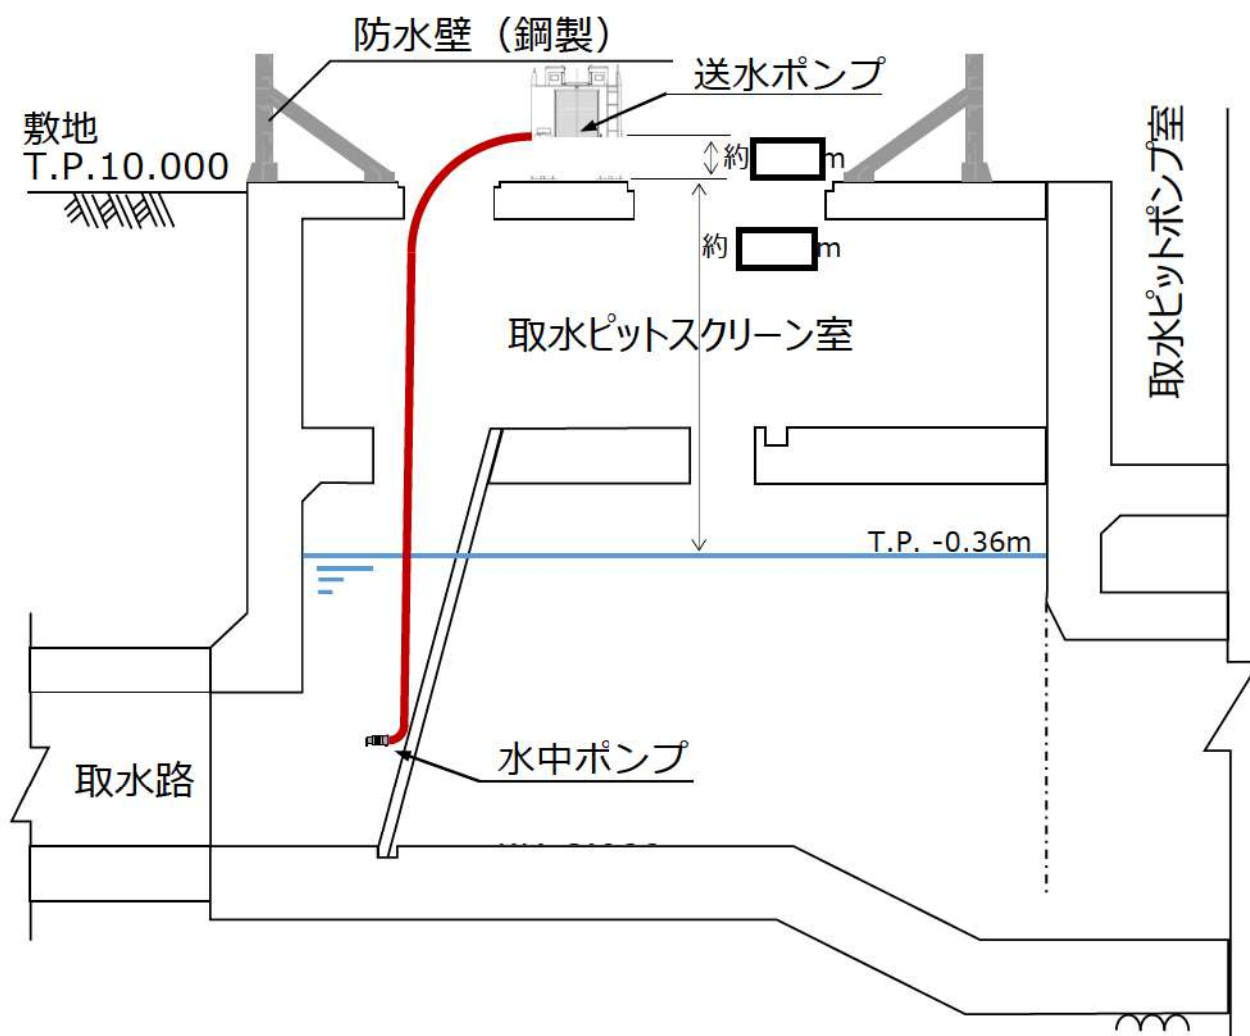 防水壁（鋼製）
送水ポンプ
敷地
T.P.10.000
約 m
約 m
取水ピットポンプ室
取水ピットスクリーン室
T.P. -0.36m
水中ポンプ
取水路